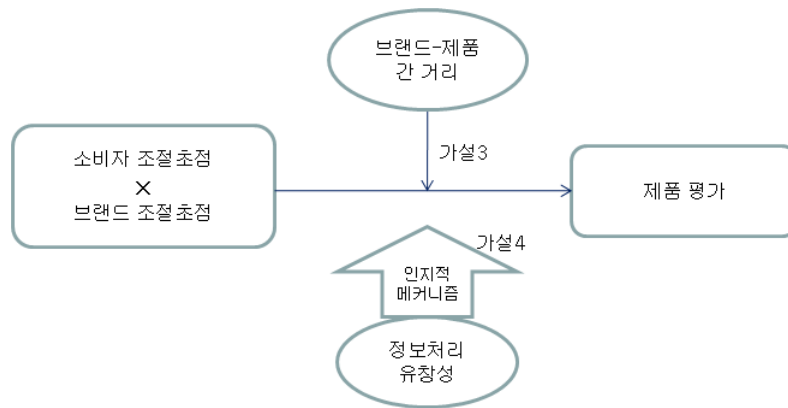 브랜드-제품
간 거리
가설3
소비자 조절초점
×
브랜드 조절초점
제품 평가
가설4
인지적
메커니즘
정보처리
유창성